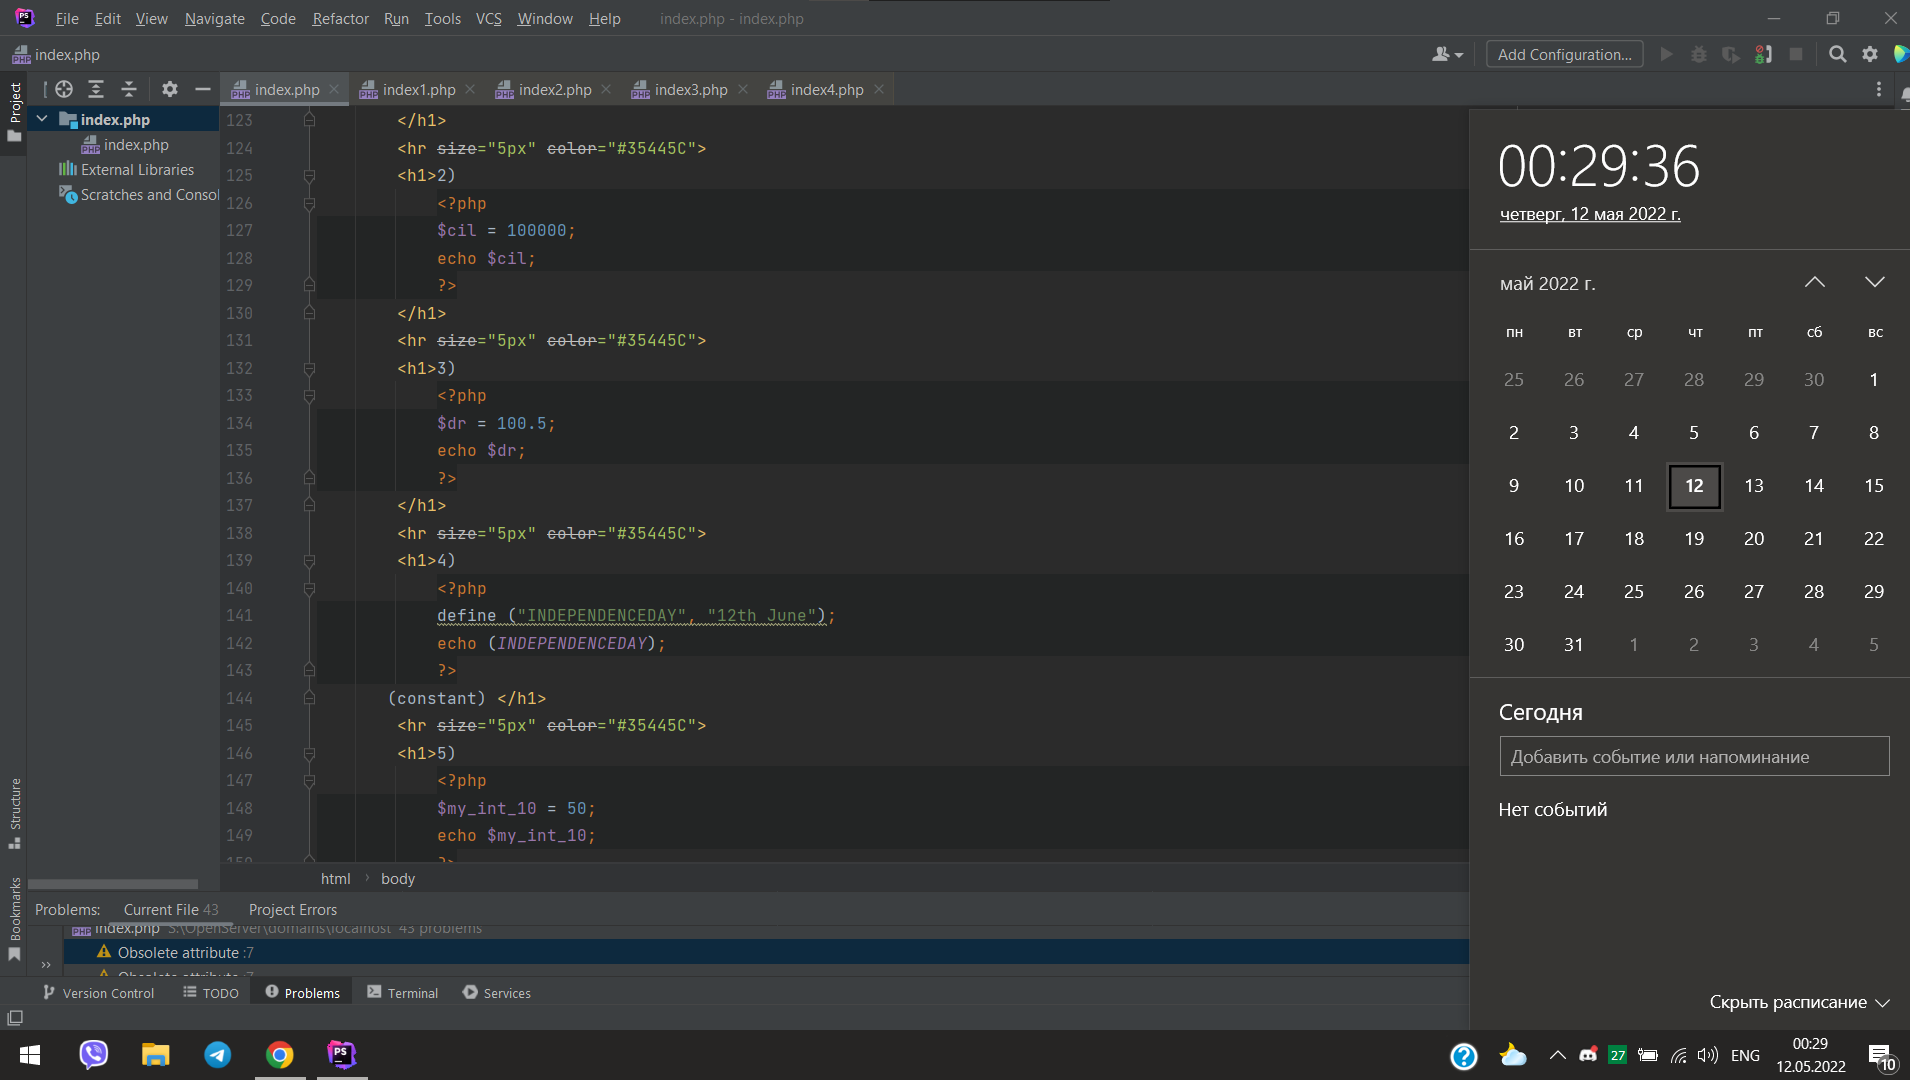 File Edit View Navigate Code Refactor Run Tools VCS Window Help index.php - index.php
index.php Add Configuration...
index.php index1.php index2.php index3.php index4.php
Project
index.php
index.php
External Libraries
Scratches and Consol
123 </h1>
124 <hr size="5px" color="#35445C">
125 <h1>2)
126 <?php
127 $cil = 100000;
128 echo $cil;
129 ?>
130 </h1>
131 <hr size="5px" color="#35445C">
132 <h1>3)
133 <?php
134 $dr = 100.5;
135 echo $dr;
136 ?>
137 </h1>
138 <hr size="5px" color="#35445C">
139 <h1>4)
140 <?php
141 define ("INDEPENDENCEDAY", "12th June");
142 echo (INDEPENDENCEDAY);
143 ?>
144 (constant) </h1>
145 <hr size="5px" color="#35445C">
146 <h1>5)
147 <?php
148 $my_int_10 = 50;
149 echo $my_int_10;
150 ?>
html › body
Structure
Bookmarks
Problems: Current File 43 Project Errors
index.php S:\OpenServer\domains\localhost 43 problems
Obsolete attribute :7
Obsolete attribute :7
Version Control TODO Problems Terminal Services
00:29:36
четверг, 12 мая 2022 г.
май 2022 г.
пн вт ср чт пт сб вс
25 26 27 28 29 30 1
2 3 4 5 6 7 8
9 10 11 12 13 14 15
16 17 18 19 20 21 22
23 24 25 26 27 28 29
30 31 1 2 3 4 5
Сегодня
Добавить событие или напоминание
Нет событий
Скрыть расписание
PS
27 ENG 00:29
12.05.2022
10